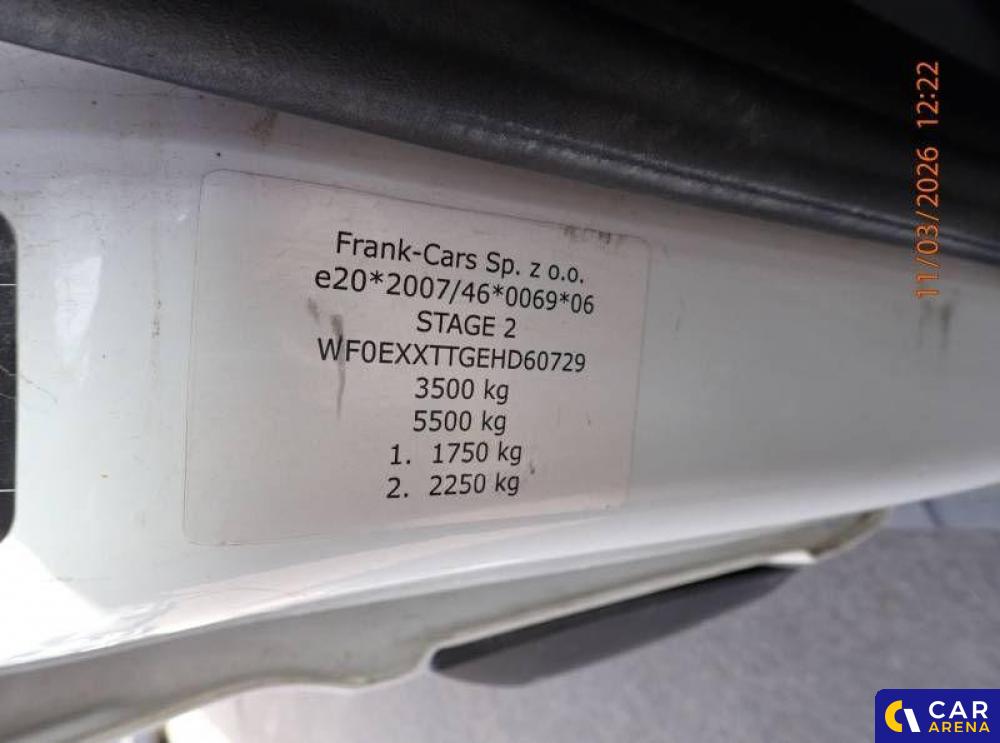 Frank-Cars Sp. z o.o.
e20*2007/46*0069*06
STAGE 2
WF0EXXTTGEHD60729
3500 kg
5500 kg
1. 1750 kg
2. 2250 kg
11/03/2026 12:22
CAR
ARENA